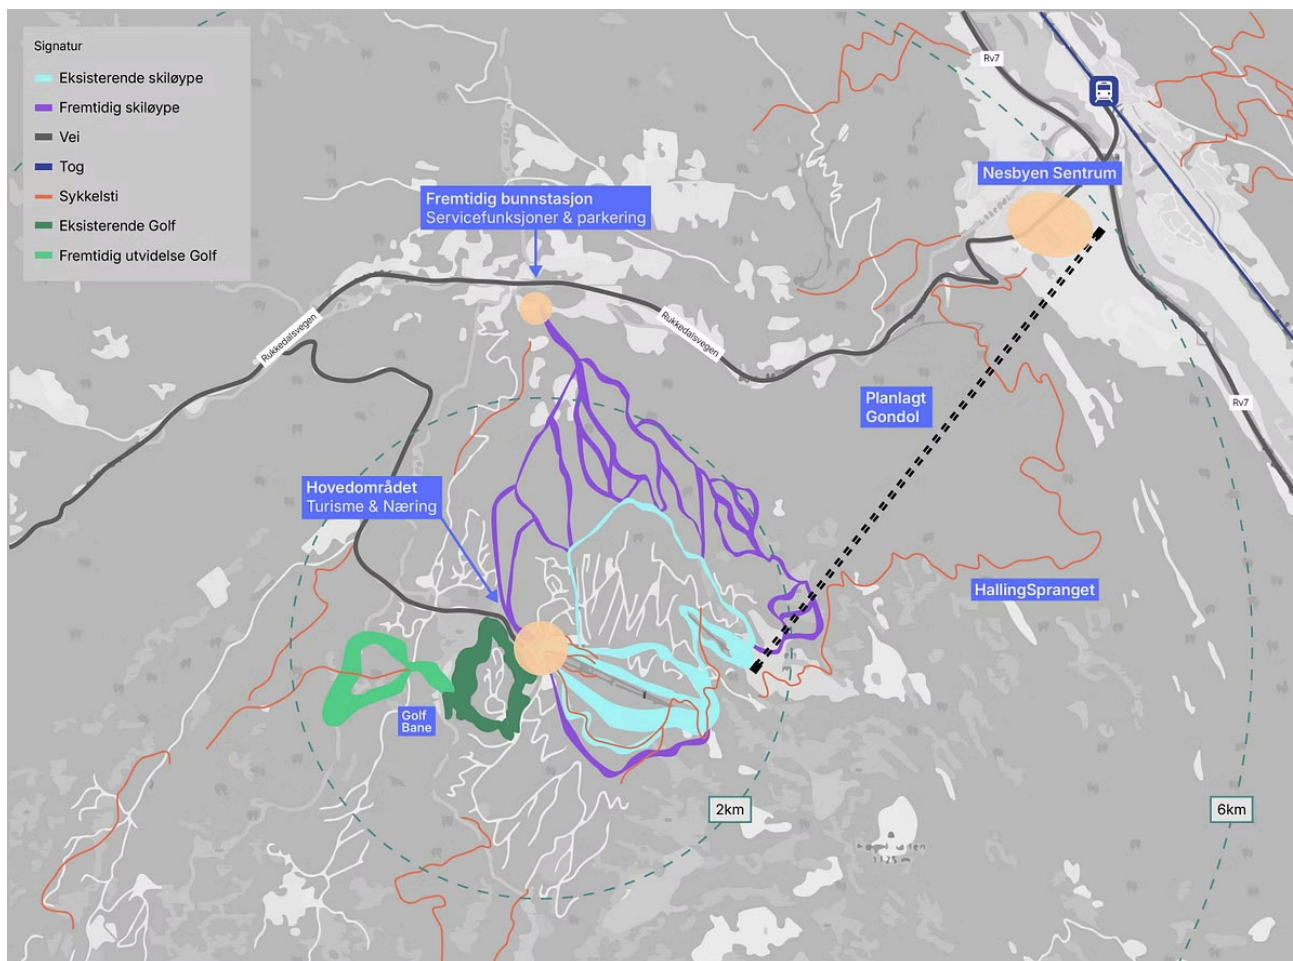 Signatur
Eksisterende skiløype
Fremtidig skiløype
Vei
Tog
Sykkelsti
Eksisterende Golf
Fremtidig utvidelse Golf
Rv7
Nesbyen Sentrum
Fremtidig bunnstasjon
Servicefunksjoner & parkering
Rukkedalsvegen
Rukkedalsvegen
Planlagt
Gondol
Rv7
Hovedområdet
Turisme & Næring
HallingSpranget
Golf
Bane
2km
6km
1125 m